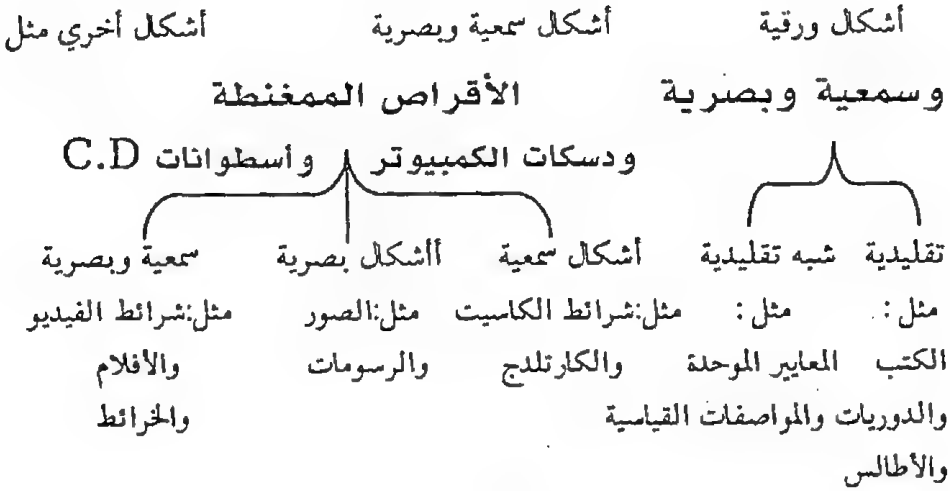 أشكال ورقية أشكال سمعية وبصرية أشكال أخري مثل
وسمعية وبصرية الأقراص الممغنطة
ودسكات الكمبيوتر وأسطوانات C.D
تقليدية شبه تقليدية أشكال سمعية أأشكال بصرية سمعية وبصرية
مثل : مثل : مثل:شرائط الكاسيت مثل:الصور مثل:شرائط الفيديو
الكتب المعايير الموحدة والكارتلدج والرسومات والأفلام
والدوريات والمواصفات القياسية والخرائط
والأطالس